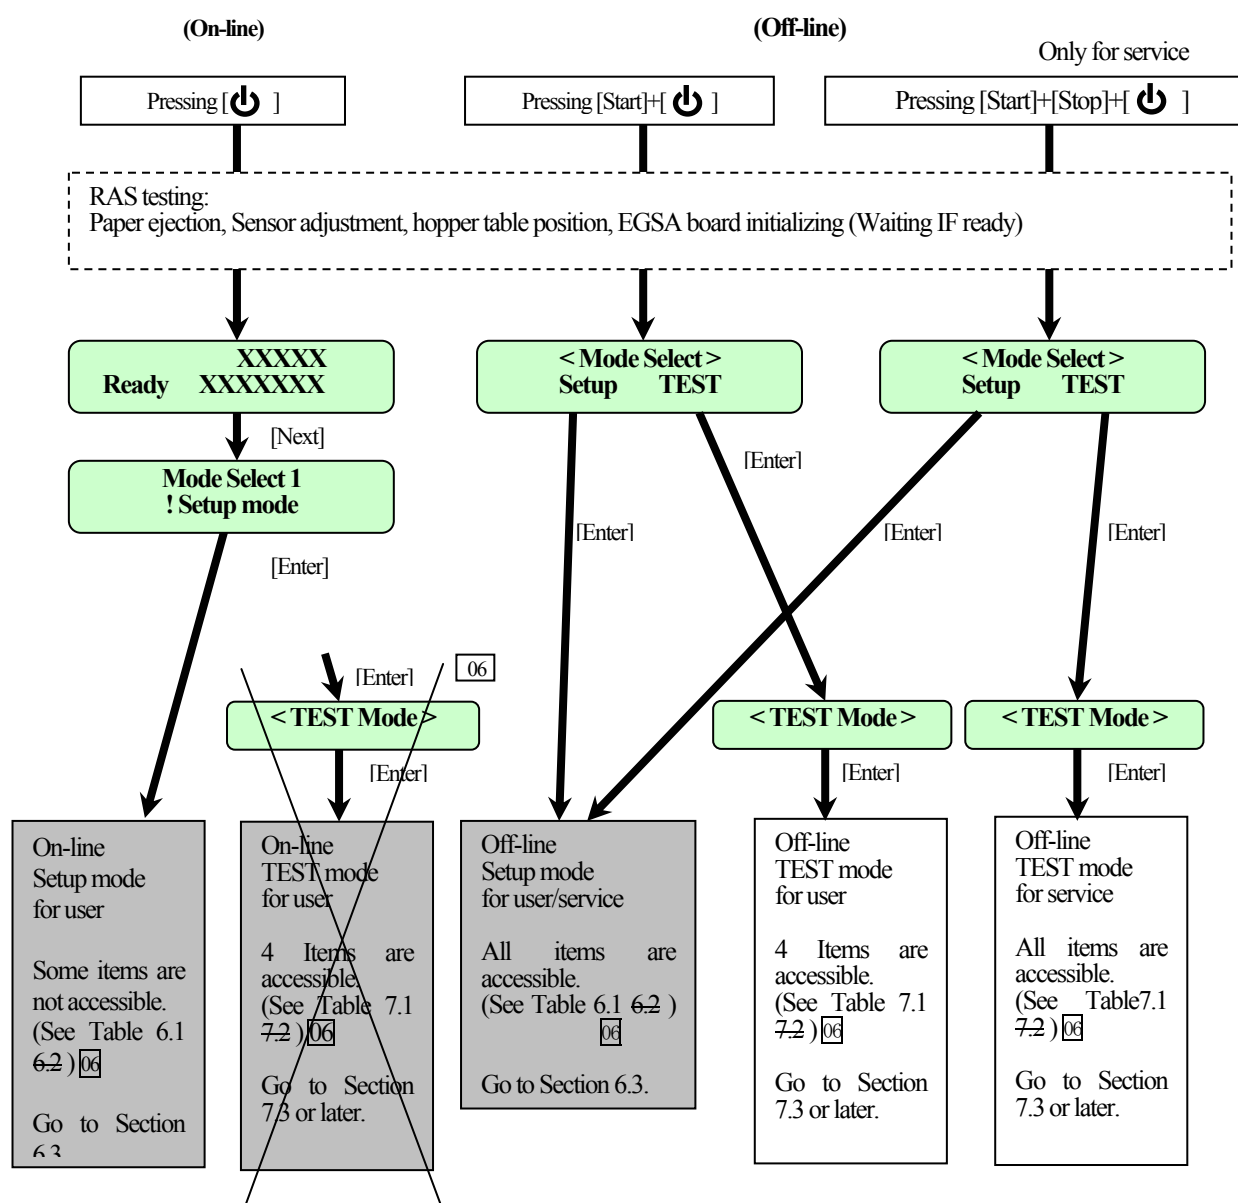 (On-line)
(Off-line)
Only for service
Pressing [ ]
Pressing [Start]+[ ]
Pressing [Start]+[Stop]+[ ]
RAS testing:
Paper ejection, Sensor adjustment, hopper table position, EGSA board initializing (Waiting IF ready)
XXXXX
Ready XXXXXXX
< Mode Select >
Setup TEST
< Mode Select >
Setup TEST
[Next]
Mode Select 1
! Setup mode
[Enter]
[Enter]
[Enter]
[Enter]
[Enter]
[Enter]
06
< TEST Mode >
< TEST Mode >
< TEST Mode >
[Enter]
[Enter]
[Enter]
On-line
Setup mode
for user
Some items are
not accessible.
(See Table 6.1
6.2 ) 06
Go to Section
6.3
On-line
TEST mode
for user
4 Items are
accessible.
(See Table 7.1
7.2 ) 06
Go to Section
7.3 or later.
Off-line
Setup mode
for user/service
All items are
accessible.
(See Table 6.1 6.2 )
06
Go to Section 6.3.
Off-line
TEST mode
for user
4 Items are
accessible.
(See Table 7.1
7.2 ) 06
Go to Section
7.3 or later.
Off-line
TEST mode
for service
All items are
accessible.
(See Table7.1
7.2 ) 06
Go to Section
7.3 or later.